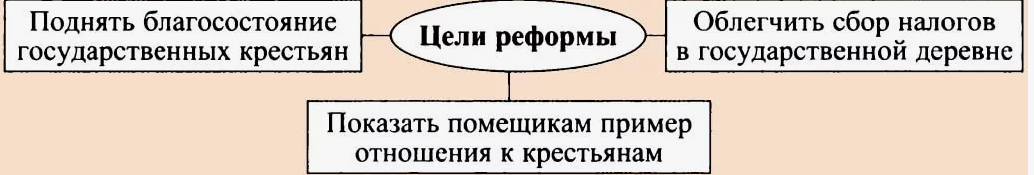 Поднять благосостояние
государственных крестьян
Цели реформы
Облегчить сбор налогов
в государственной деревне
Показать помещикам пример
отношения к крестьянам